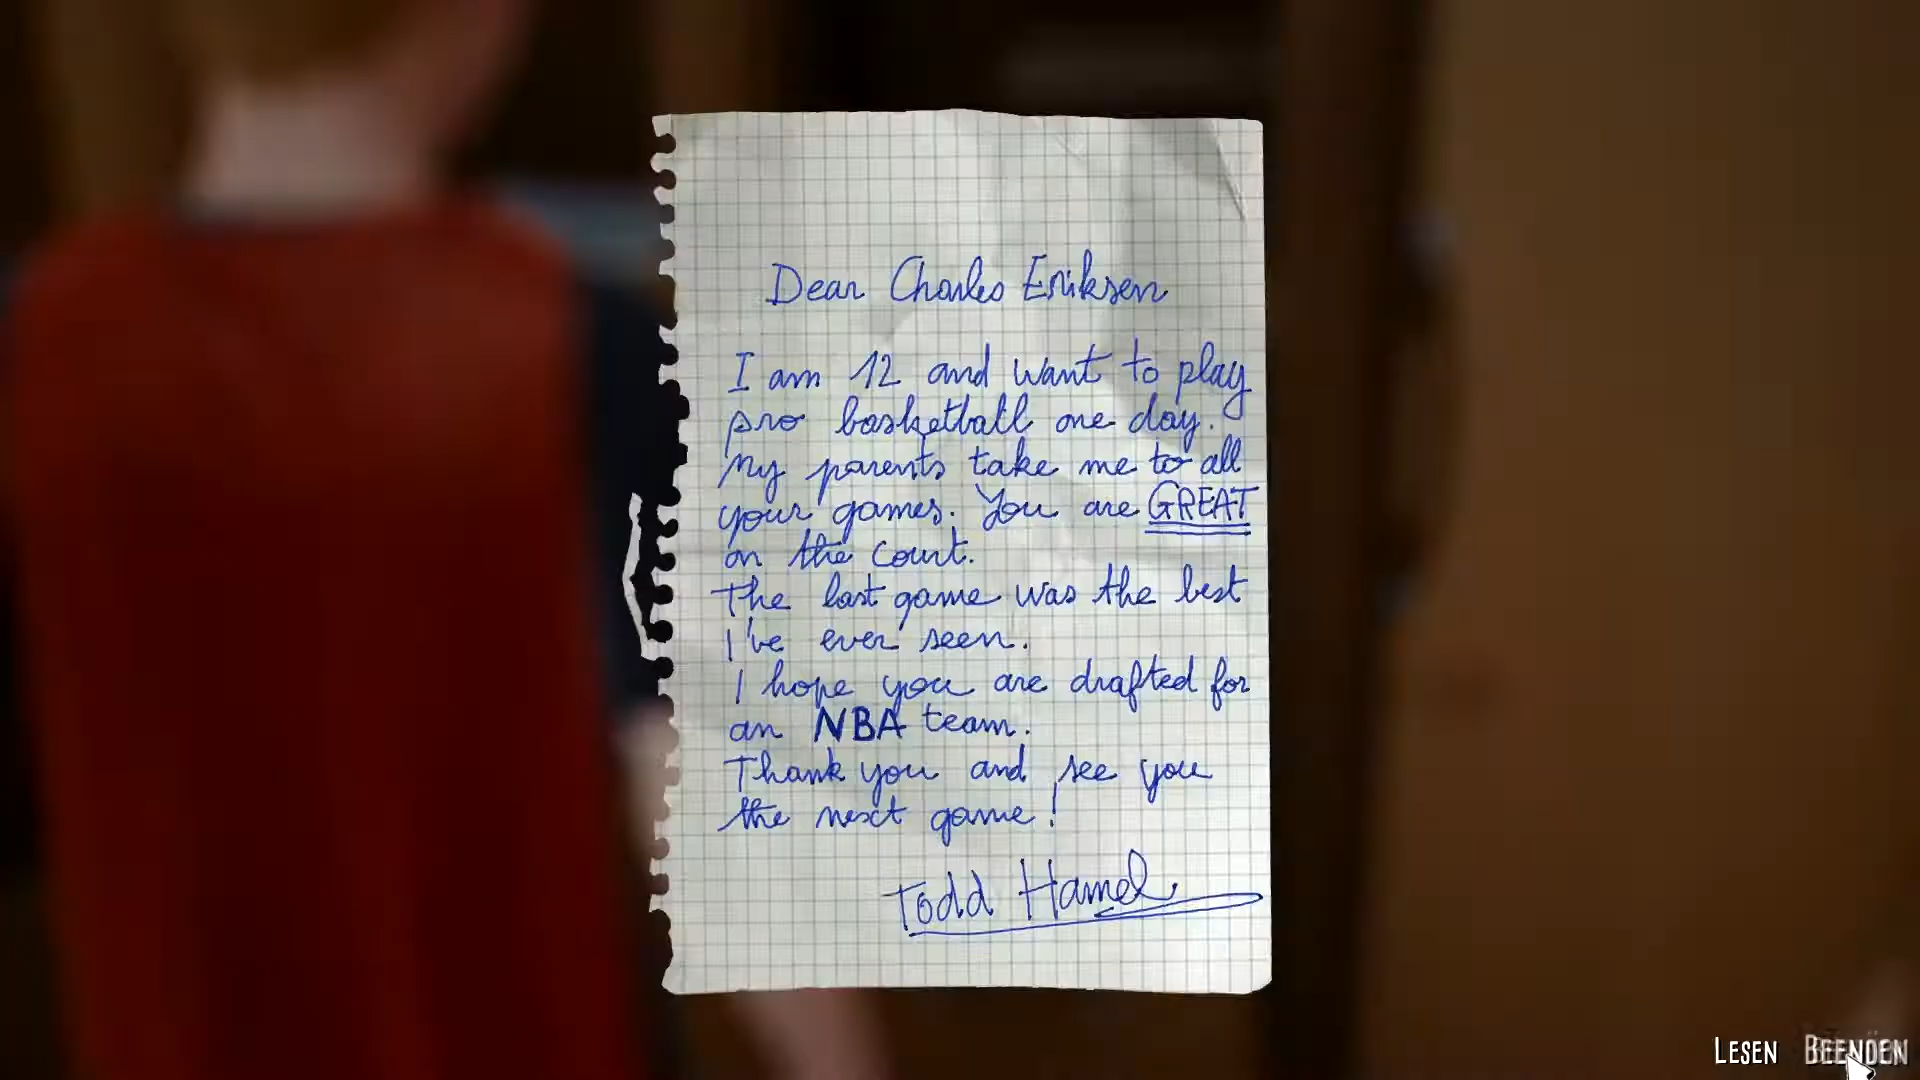 Dear Charles Eriksen
I am 12 and want to play
pro basketball one day.
My parents take me to all
your games. You are GREAT
on the court.
The last game was the best
I've ever seen.
I hope you are drafted for
an NBA team.
Thank you and see you
the next game!
Todd Hamel
LESEN BEENDEN